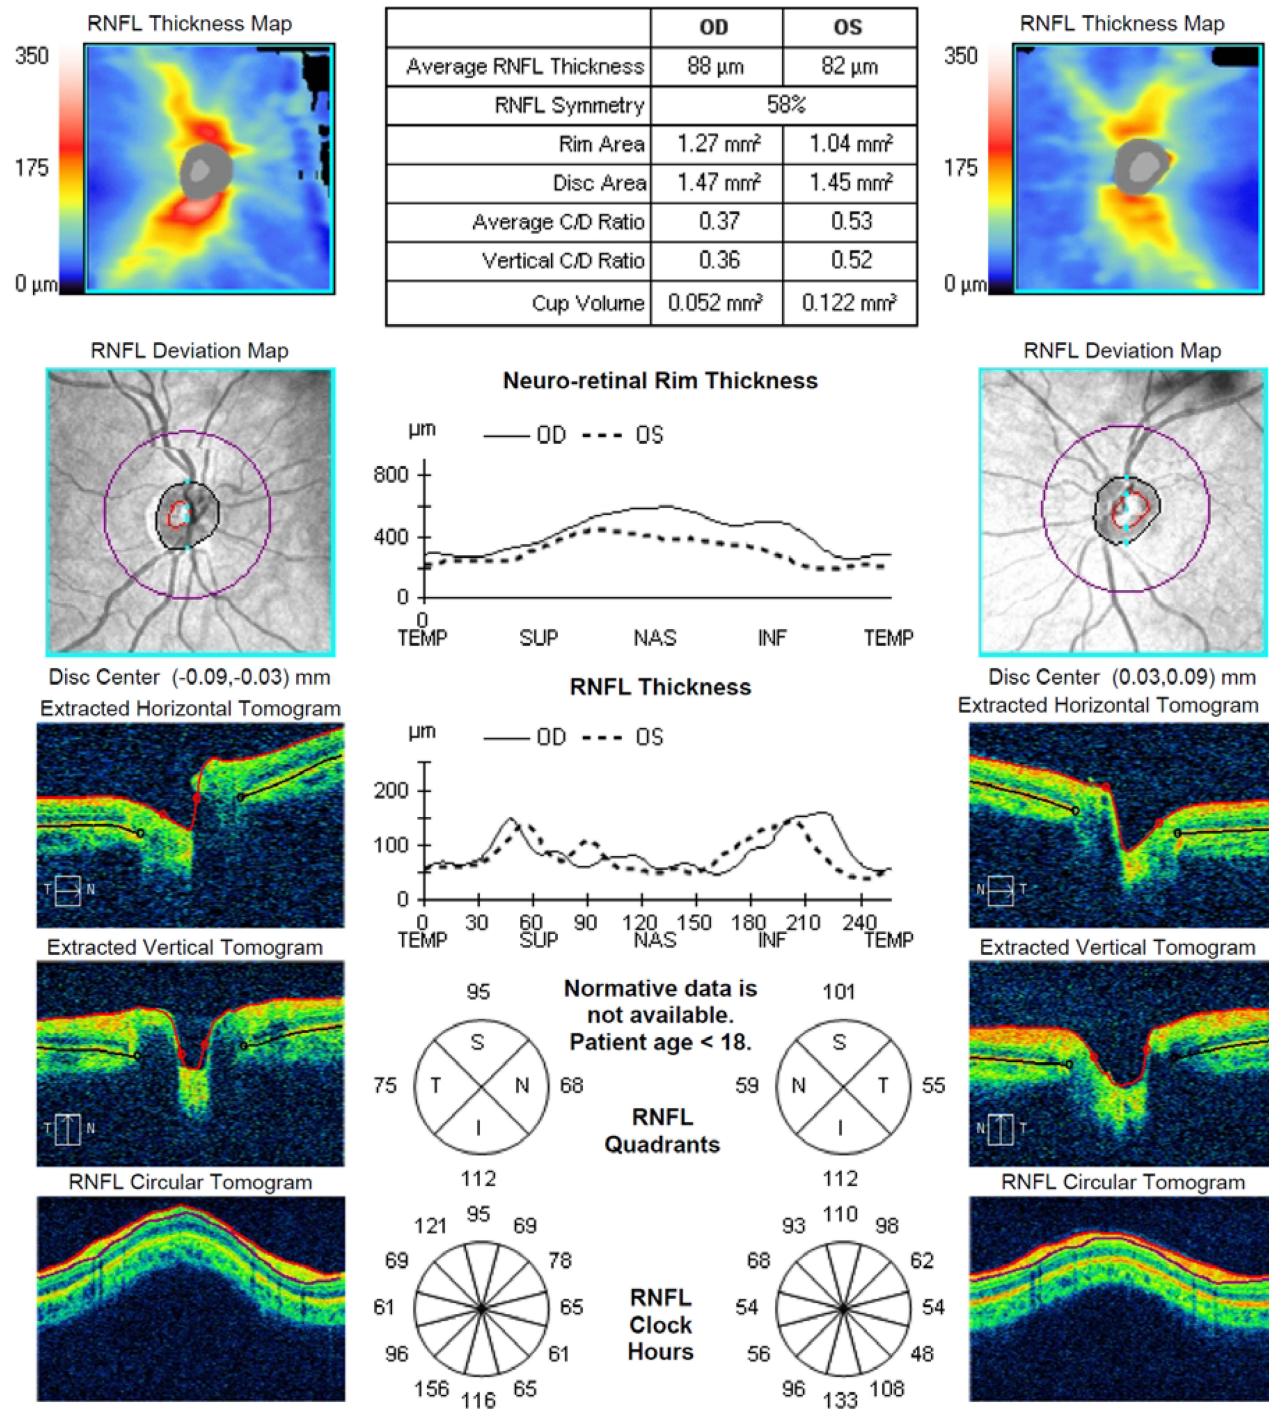 RNFL Thickness Map
350
175
0 µm
OD OS
Average RNFL Thickness 88 µm 82 µm
RNFL Symmetry 58%
Rim Area 1.27 mm² 1.04 mm²
Disc Area 1.47 mm² 1.45 mm²
Average C/D Ratio 0.37 0.53
Vertical C/D Ratio 0.36 0.52
Cup Volume 0.052 mm³ 0.122 mm³
RNFL Thickness Map
350
175
0 µm
RNFL Deviation Map
Disc Center (-0.09,-0.03) mm
Neuro-retinal Rim Thickness
µm OD OS
800
400
0
0
TEMP SUP NAS INF TEMP
RNFL Deviation Map
Disc Center (0.03,0.09) mm
Extracted Horizontal Tomogram
T N
RNFL Thickness
µm OD OS
200
100
0
0 30 60 90 120 150 180 210 240
TEMP SUP NAS INF TEMP
Extracted Horizontal Tomogram
N T
Extracted Vertical Tomogram
T N
95
S
75 T N 68
I
112
Normative data is
not available.
Patient age < 18.
RNFL
Quadrants
101
S
59 N T 55
I
112
Extracted Vertical Tomogram
N T
RNFL Circular Tomogram
95
121 69
69 78
61 65
96 61
156 65
116
RNFL
Clock
Hours
110
93 98
68 62
54 54
56 48
96 108
133
RNFL Circular Tomogram